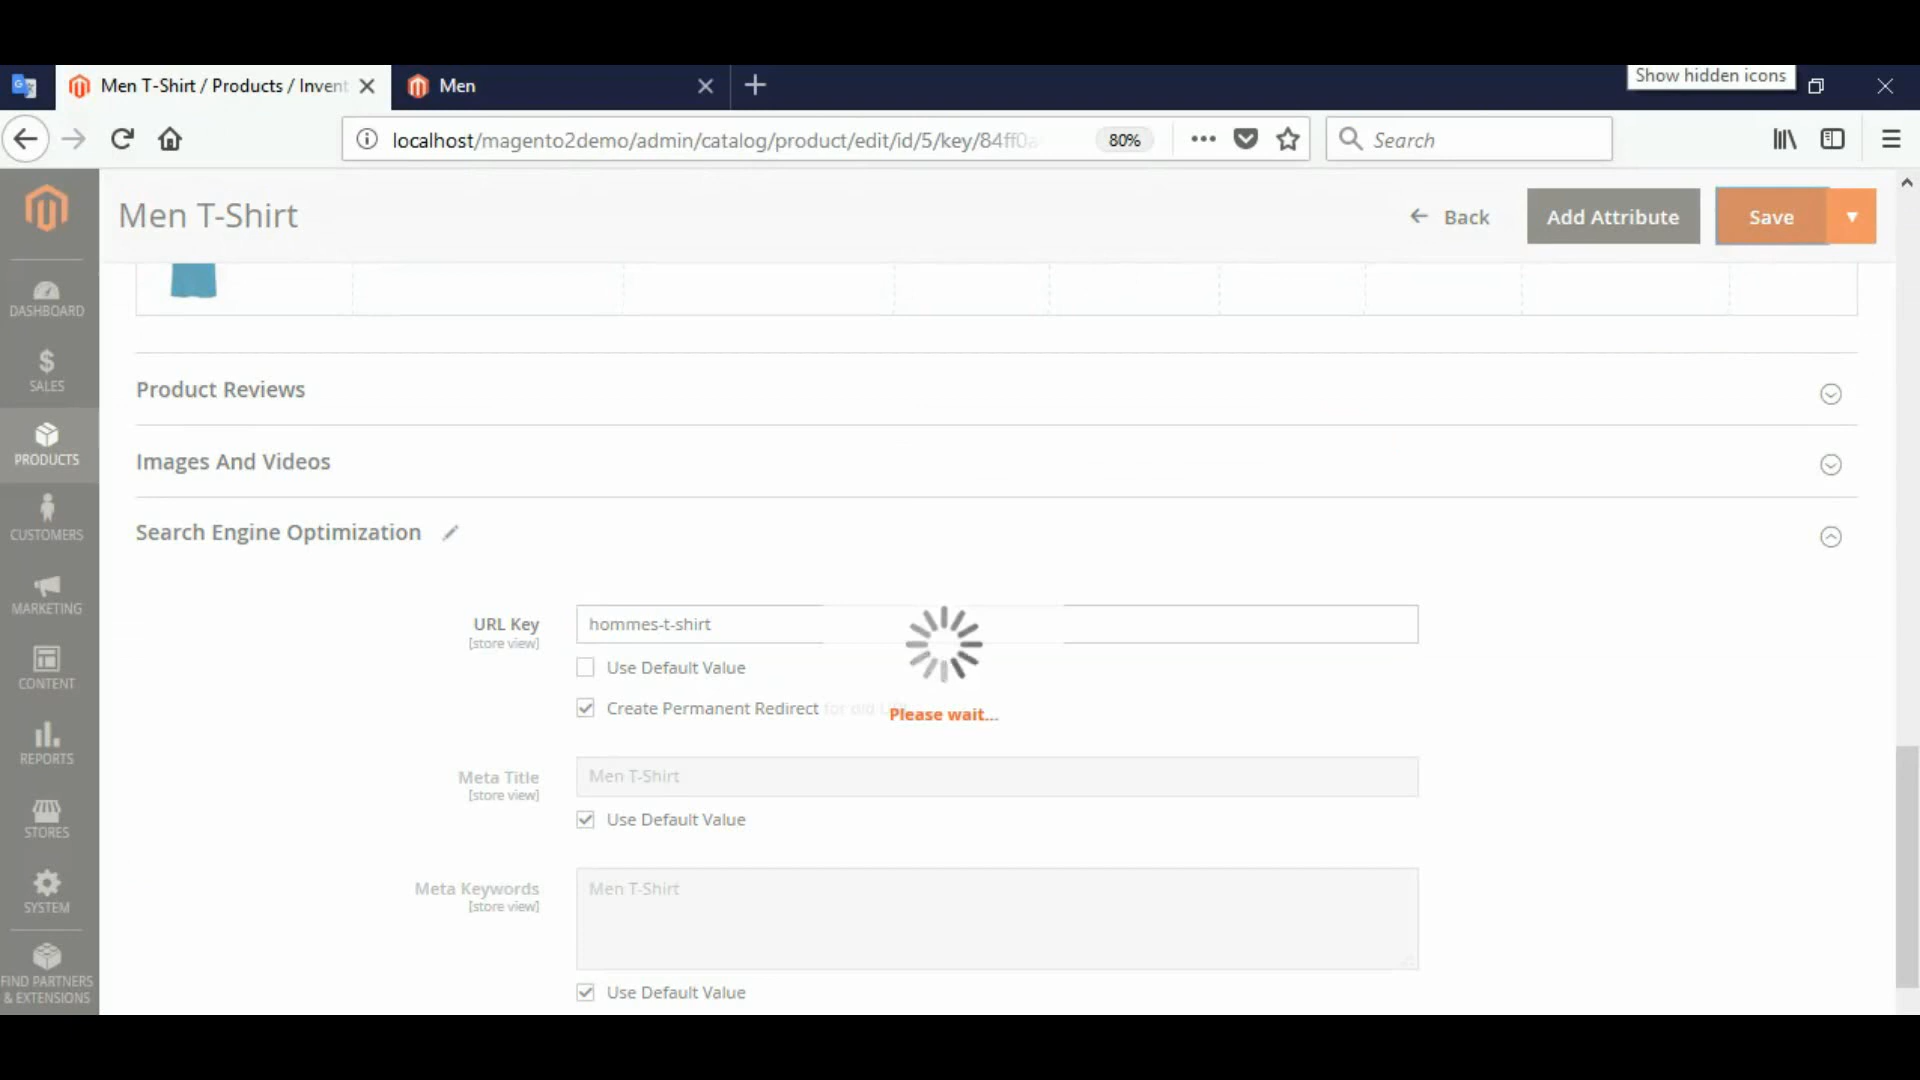 Show hidden icons
Men T-Shirt / Products / Invent
Men
localhost/magento2demo/admin/catalog/product/edit/id/5/key/84ff0a
80%
Search
Men T-Shirt
Back
Add Attribute
Save
DASHBOARD
SALES
PRODUCTS
CUSTOMERS
MARKETING
CONTENT
REPORTS
STORES
SYSTEM
FIND PARTNERS
& EXTENSIONS
Product Reviews
Images And Videos
Search Engine Optimization
URL Key
[store view]
hommes-t-shirt
Use Default Value
Create Permanent Redirect for old
Please wait...
Meta Title
[store view]
Men T-Shirt
Use Default Value
Meta Keywords
[store view]
Men T-Shirt
Use Default Value